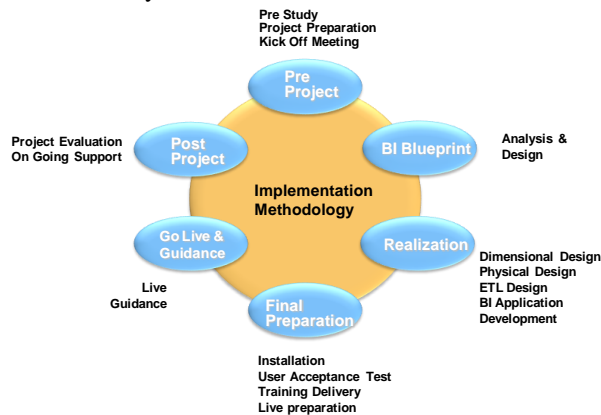 Pre Study
Project Preparation
Kick Off Meeting
Pre
Project
BI Blueprint
Analysis &
Design
Realization
Dimensional Design
Physical Design
ETL Design
BI Application
Development
Final
Preparation
Installation
User Acceptance Test
Training Delivery
Live preparation
Go Live &
Guidance
Live
Guidance
Post
Project
Project Evaluation
On Going Support
Implementation
Methodology